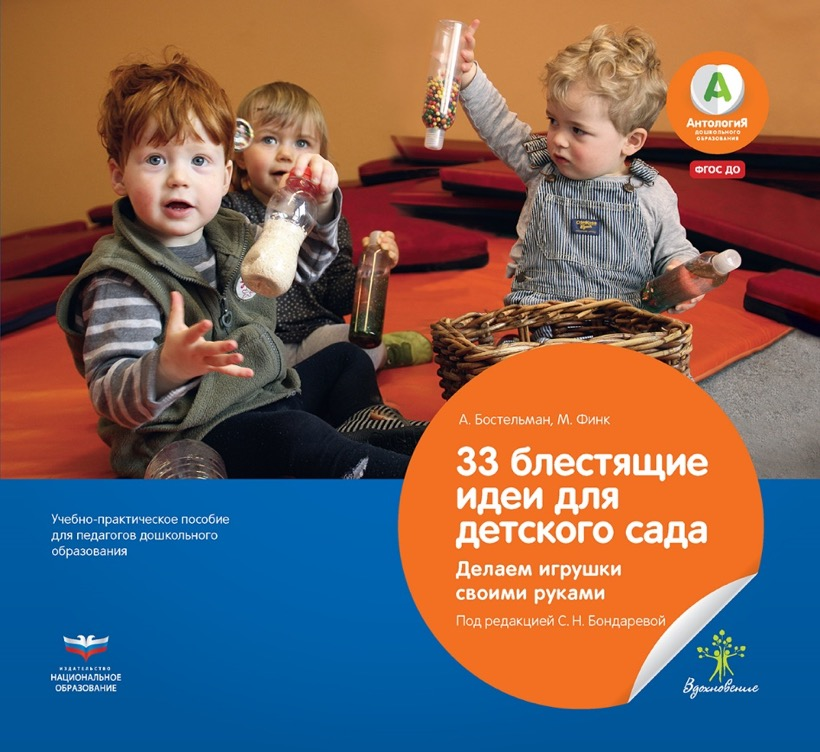 А
АнтологиЯ
ДОШКОЛЬНОГО
ОБРАЗОВАНИЯ
ФГОС ДО
А. Бостельман, М. Финк
33 блестящие
идеи для
детского сада
Делаем игрушки
своими руками
Под редакцией С. Н. Бондаревой
Учебно-практическое пособие
для педагогов дошкольного
образования
ИЗДАТЕЛЬСТВО
НАЦИОНАЛЬНОЕ
ОБРАЗОВАНИЕ
Вдохновение